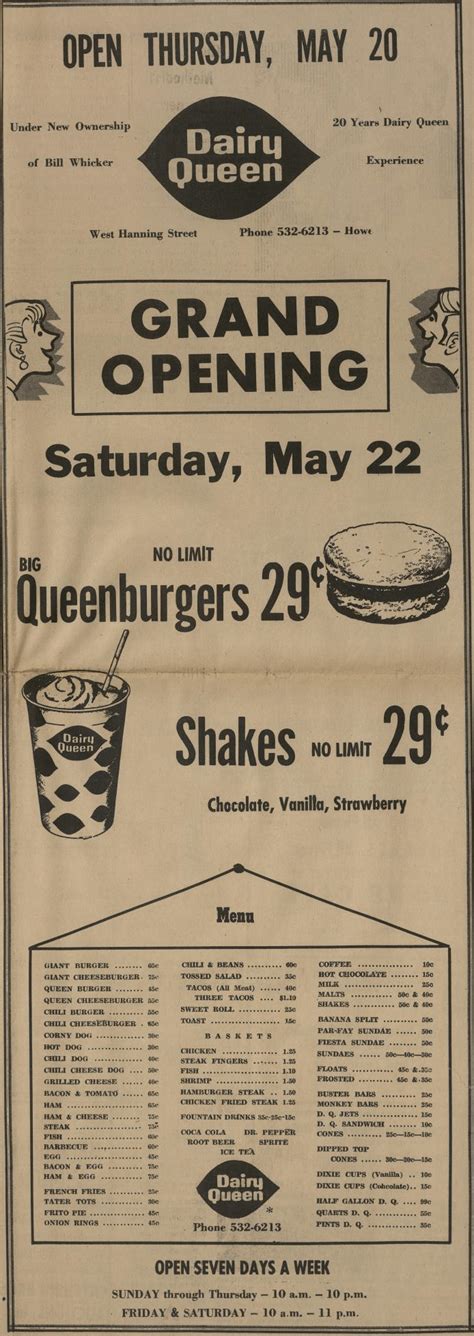 OPEN THURSDAY, MAY 20
Under New Ownership
of Bill Whicker
Dairy
Queen
20 Years Dairy Queen
Experience
West Hanning Street
Phone 532-6213 — Howe
GRAND
OPENING
Saturday, May 22
NO LIMIT
BIG
Queenburgers 29¢
Dairy
Queen
Shakes NO LIMIT 29¢
Chocolate, Vanilla, Strawberry
Menu
GIANT BURGER ........ 65c
GIANT CHEESEBURGER. 75c
QUEEN BURGER ....... 45c
QUEEN CHEESEBURGER 55c
CHILI BURGER ........ 55c
CHILI CHEESEBURGER . 65c
CORNY DOG .......... 30c
HOT DOG ............ 30c
CHILI DOG ........... 40c
CHILI CHEESE DOG .... 50c
GRILLED CHEESE ...... 40c
BACON & TOMATO ..... 65c
HAM ................. 65c
HAM & CHEESE ........ 75c
STEAK ............... 75c
FISH ................. 60c
BARBECUE ............ 60c
EGG ................. 45c
BACON & EGG ......... 75c
HAM & EGG ........... 75c
FRENCH FRIES ........ 25c
TATER TOTS .......... 30c
FRITO PIE ............ 45c
ONION RINGS ......... 45c
CHILI & BEANS .......... 60c
TOSSED SALAD .......... 35c
TACOS (All Meat) ..... 40c
THREE TACOS .... $1.10
SWEET ROLL ............ 25c
TOAST .................. 15c
BASKETS
CHICKEN ............... 1.25
STEAK FINGERS ........ 1.25
FISH ................... 1.10
SHRIMP ................ 1.50
HAMBURGER STEAK .. 1.50
CHICKEN FRIED STEAK 1.25
FOUNTAIN DRINKS 35c-25c-15c
COCA COLA DR. PEPPER
ROOT BEER SPRITE
ICE TEA
Dairy
Queen
Phone 532-6213
COFFEE ................ 10c
HOT CHOCOLATE ....... 15c
MILK .................. 25c
MALTS .......... 50c & 40c
SHAKES ......... 50c & 40c
BANANA SPLIT ......... 50c
PAR-FAY SUNDAE ...... 50c
FIESTA SUNDAE ........ 50c
SUNDAES ...... 50c—40c—30c
FLOATS ......... 45c &.35c
FROSTED ........ 45c &.35c
BUSTER BARS .......... 25c
MONKEY BARS ......... 25c
D. Q. JETS ............. 15c
D. Q. SANDWICH ........ 10c
CONES ........ 25c—15c—10c
DIPPED TOP
CONES ..... 30c—20c—15c
DIXIE CUPS (Vanilla) .. 10c
DIXIE CUPS (Cohcolate).. 15c
HALF GALLON D. Q. .... 99c
QUARTS D. Q. .......... 55c
PINTS D. Q. ............ 35c
OPEN SEVEN DAYS A WEEK
SUNDAY through Thursday — 10 a.m. - 10 p.m.
FRIDAY & SATURDAY — 10 a.m. - 11 p.m.